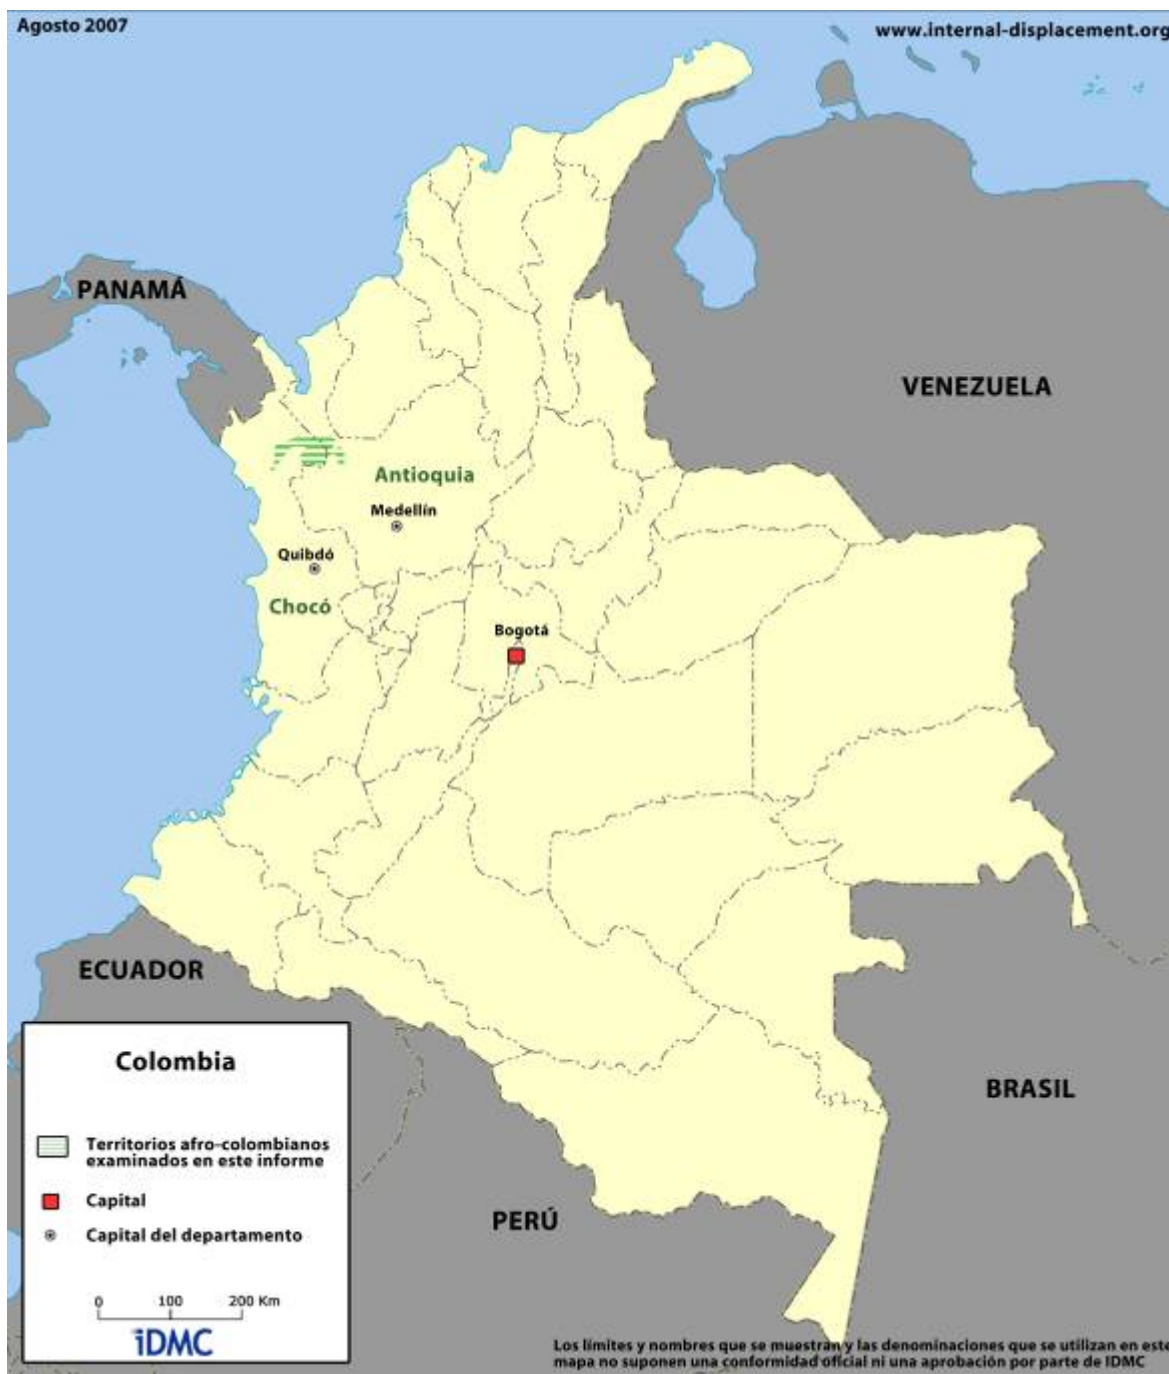 Agosto 2007
www.internal-displacement.org
PANAMÁ
VENEZUELA
Antioquia
Medellín
Quibdó
Chocó
Bogotá
ECUADOR
Colombia
Territorios afro-colombianos
examinados en este informe
Capital
Capital del departamento
0 100 200 Km
iDMC
BRASIL
PERÚ
Los límites y nombres que se muestran y las denominaciones que se utilizan en este
mapa no suponen una conformidad oficial ni una aprobación por parte de IDMC